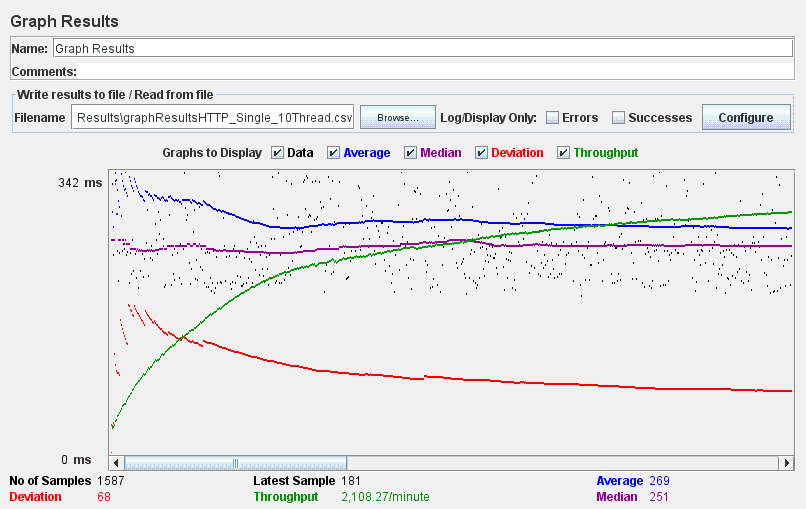 Graph Results
Name: Graph Results
Comments:
Write results to file / Read from file
Filename Results\graphResultsHTTP_Single_10Thread.csv Browse... Log/Display Only: Errors Successes Configure
Graphs to Display Data Average Median Deviation Throughput
342 ms
0 ms
No of Samples 1587 Latest Sample 181 Average 269
Deviation 68 Throughput 2,108.27/minute Median 251